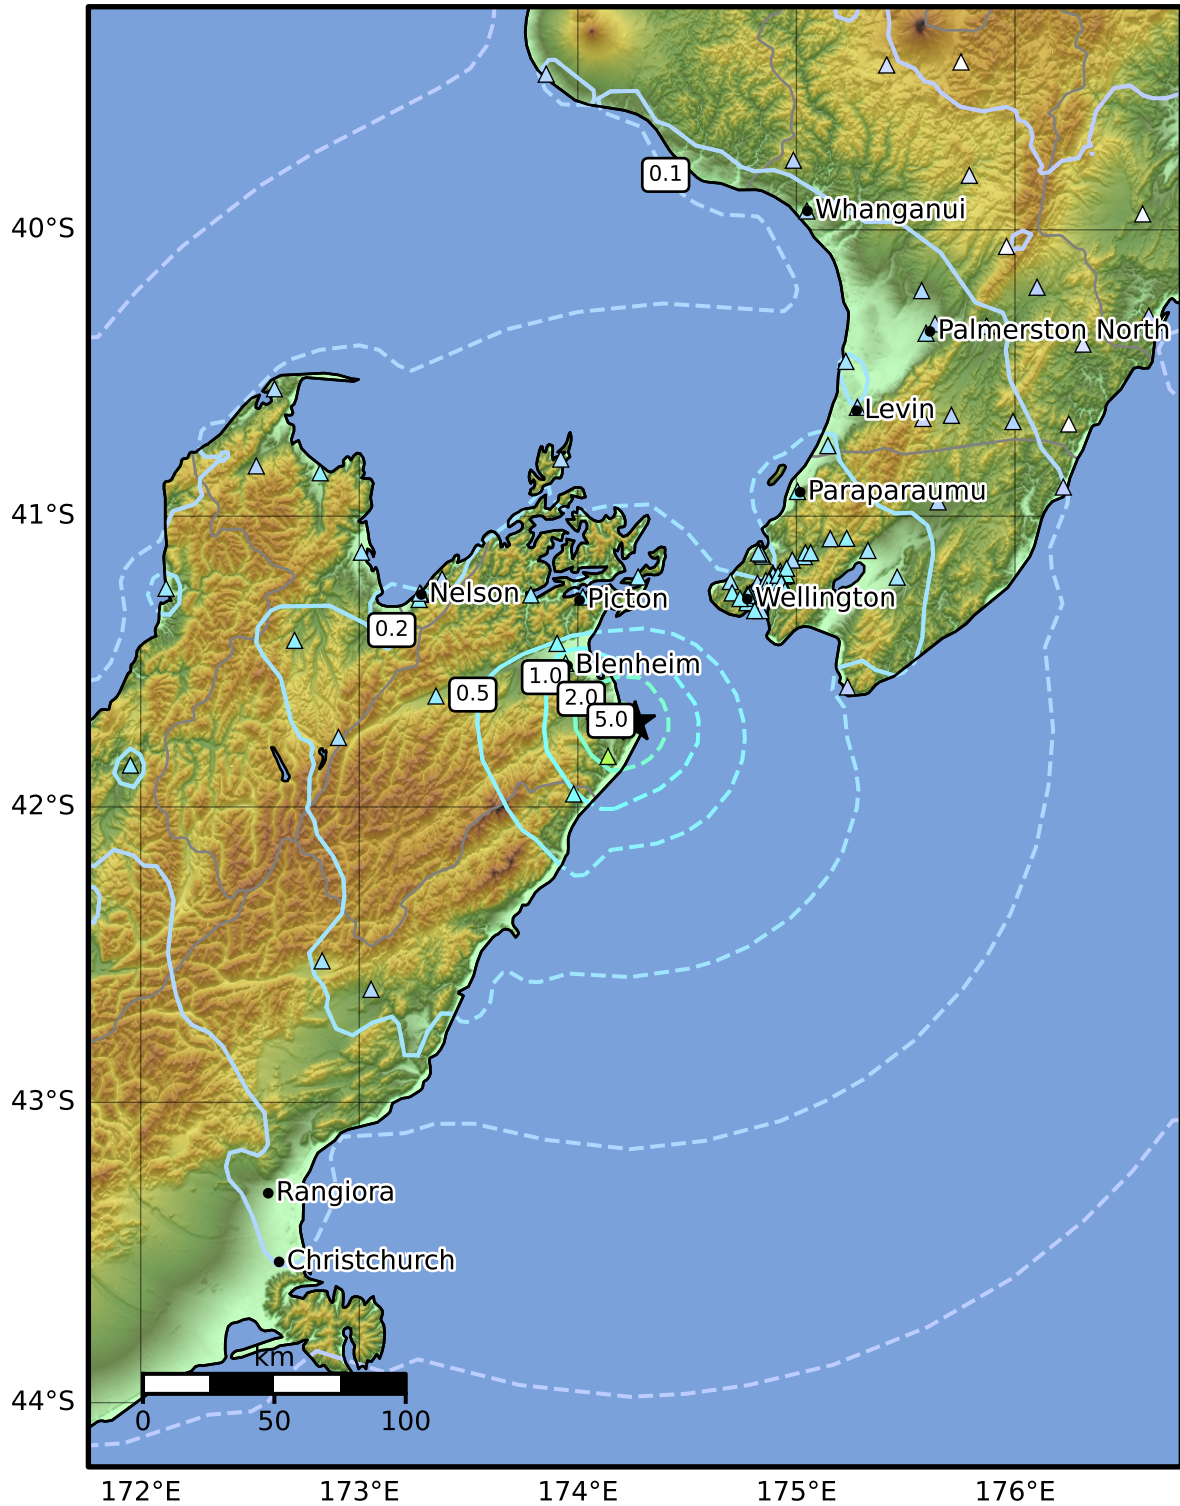 0.1
Whanganui
40°S
Palmerston North
Levin
Paraparaumu
41°S
Nelson
Picton
Wellington
0.2
Blenheim
1.0
0.5
2.0
5.0
42°S
43°S
Rangiora
Christchurch
km
44°S
0 50 100
172°E 173°E 174°E 175°E 176°E